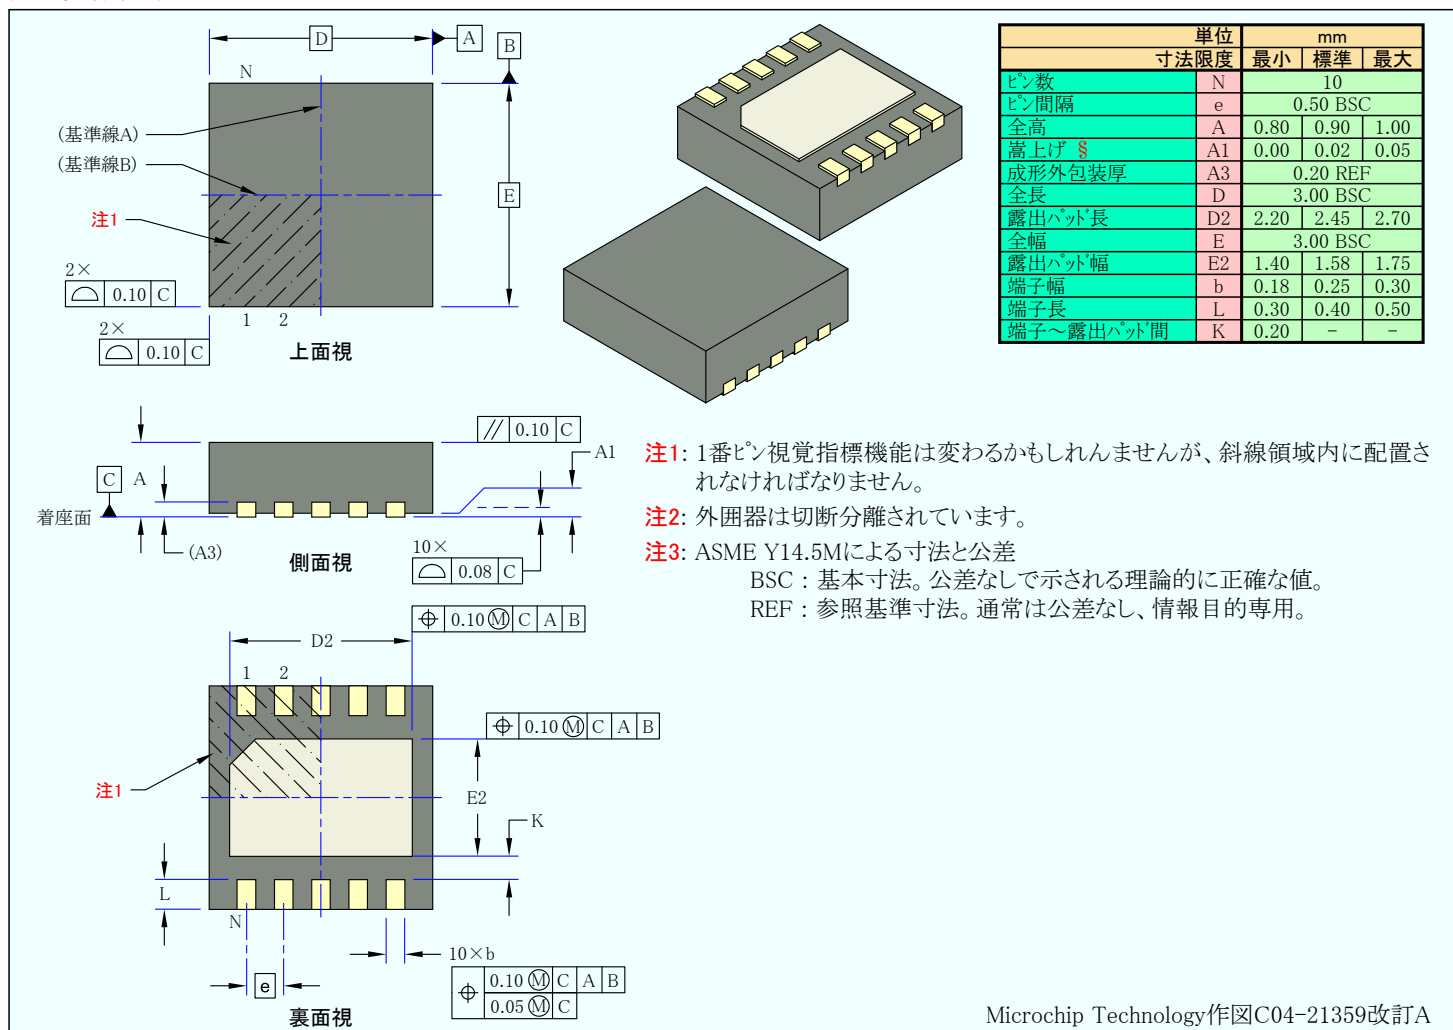 D
A
B
N
(基準線A)
(基準線B)
E
注1
2×
0.10 C
1 2
2×
0.10 C
上面視
単位 mm
寸法限度 最小 標準 最大
ピン数 N 10
ピン間隔 e 0.50 BSC
全高 A 0.80 0.90 1.00
嵩上げ § A1 0.00 0.02 0.05
成形外包装厚 A3 0.20 REF
全長 D 3.00 BSC
露出パッド長 D2 2.20 2.45 2.70
全幅 E 3.00 BSC
露出パッド幅 E2 1.40 1.58 1.75
端子幅 b 0.18 0.25 0.30
端子長 L 0.30 0.40 0.50
端子～露出パッド間 K 0.20 − −
// 0.10 C
A1
C A
着座面
(A3)
側面視
10×
0.08 C
注1: 1番ピン視覚指標機能は変わるかもしれんませんが、斜線領域内に配置さ
れなければなりません。
注2: 外囲器は切断分離されています。
注3: ASME Y14.5Mによる寸法と公差
BSC : 基本寸法。公差なしで示される理論的に正確な値。
REF : 参照基準寸法。通常は公差なし、情報目的専用。
⌖ 0.10 Ⓜ C A B
D2
1 2
⌖ 0.10 Ⓜ C A B
注1
E2
K
L
N
10×b
e
⌖ 0.10 Ⓜ C A B
0.05 Ⓜ C
裏面視
Microchip Technology作図C04-21359改訂A